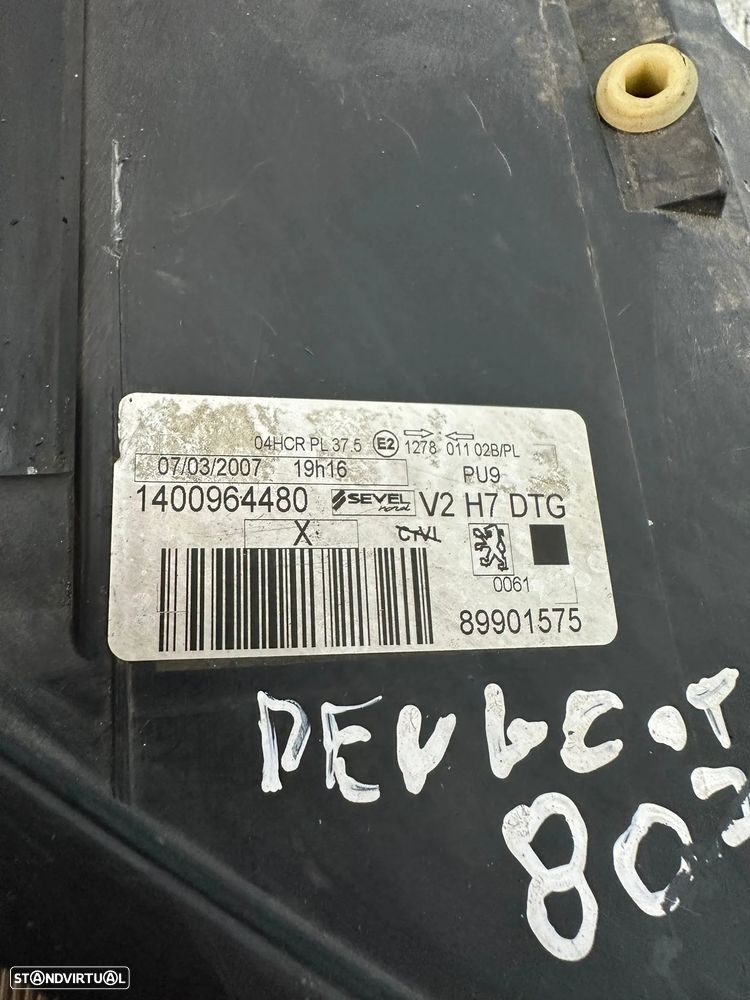 04HCR PL 37.5 E2 1278 011 02B/PL
07/03/2007 19h16 PU9
1400964480 SEVEL nord V2 H7 DTG
X
0061
89901575
PEUGEOT
807
STANDVIRTUAL